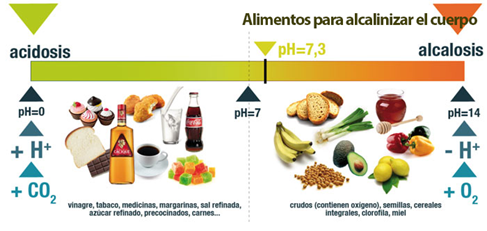 Alimentos para alcalinizar el cuerpo
acidosis
pH=7,3
alcalosis
pH=0
pH=7
pH=14
+ H⁺
- H⁺
+ CO₂
+ O₂
vinagre, tabaco, medicinas, margarinas, sal refinada,
azúcar refinado, precocinados, carnes...
crudos (contienen oxígeno), semillas, cereales
integrales, clorofila, miel